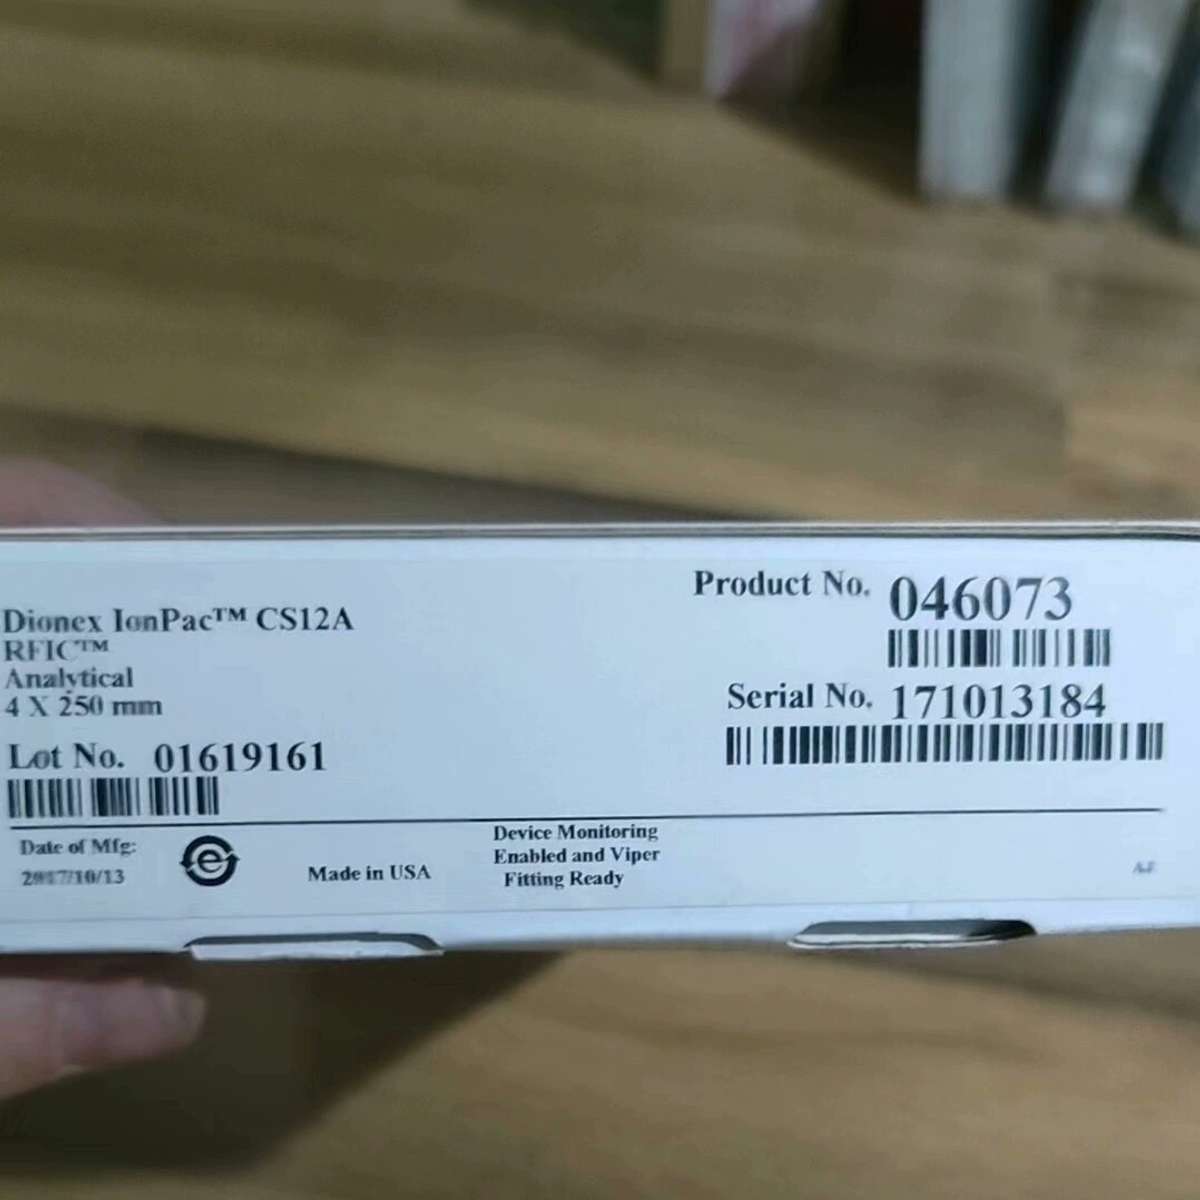 Dionex IonPac™ CS12A
RFIC™
Analytical
4 X 250 mm
Lot No. 01619161
Product No. 046073
Serial No. 171013184
Date of Mfg:
2017/10/13
Made in USA
Device Monitoring
Enabled and Viper
Fitting Ready